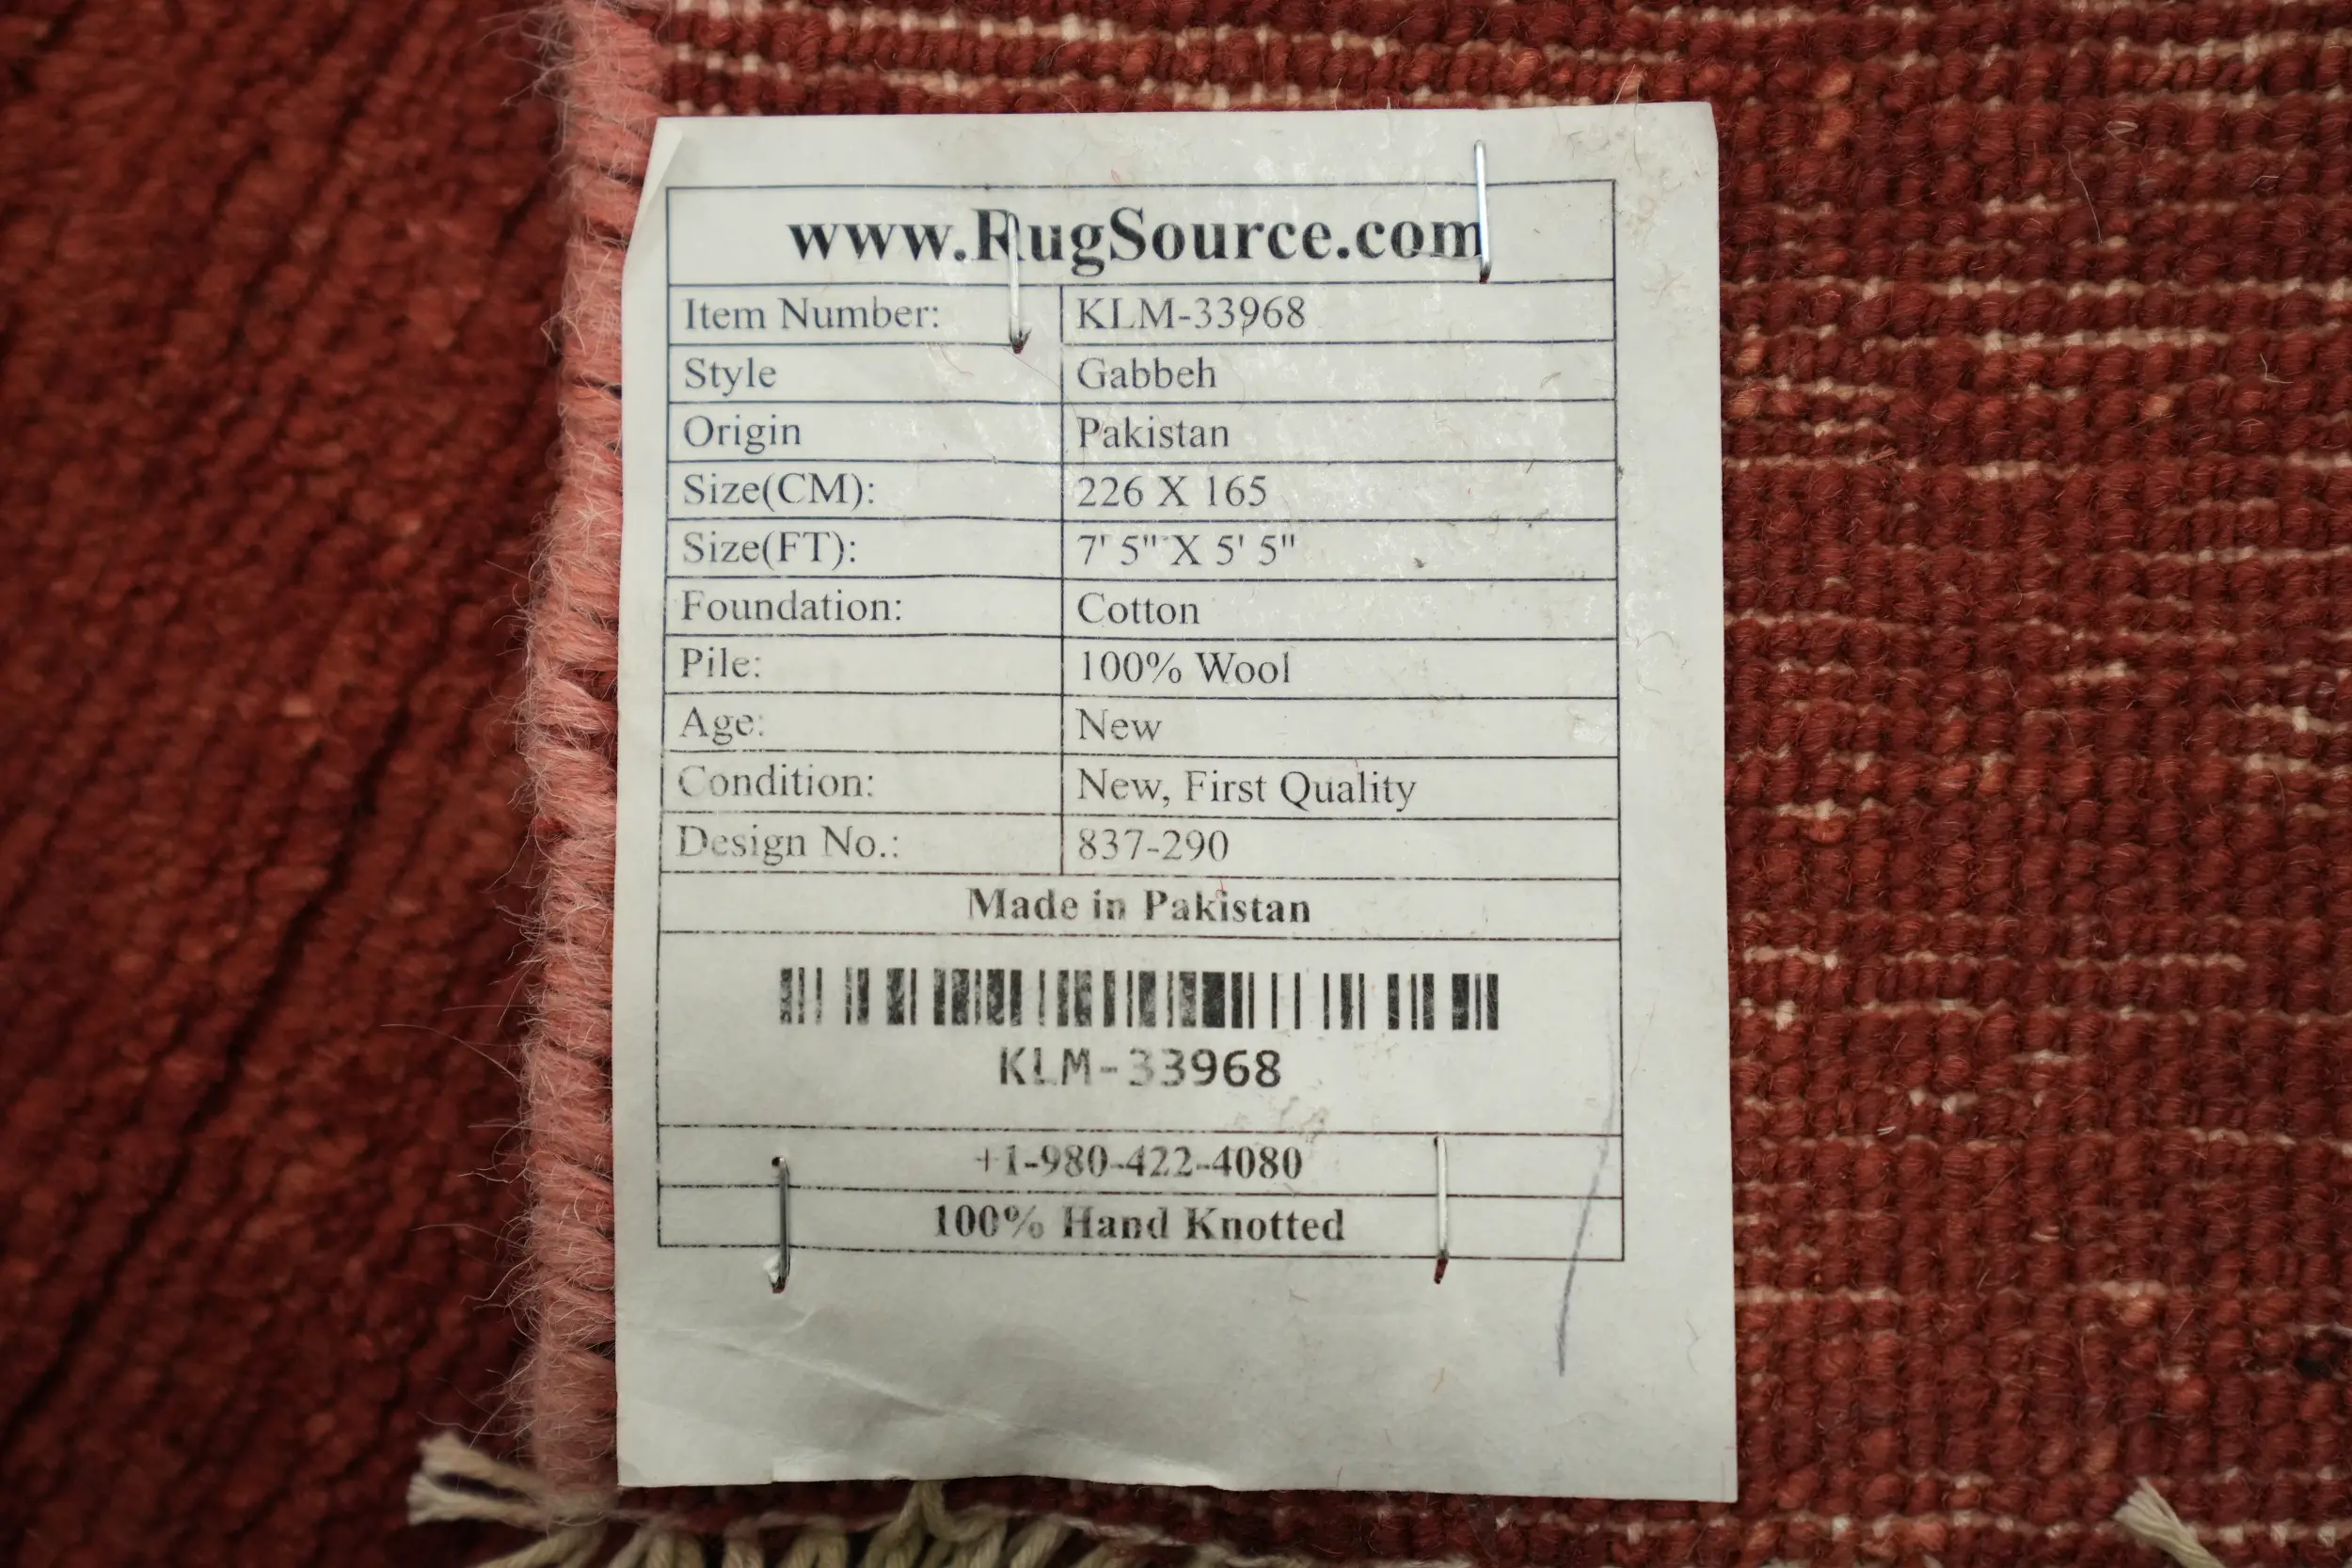 www.RugSource.com
Item Number: KLM-33968
Style Gabbeh
Origin Pakistan
Size(CM): 226 X 165
Size(FT): 7' 5" X 5' 5"
Foundation: Cotton
Pile: 100% Wool
Age: New
Condition: New, First Quality
Design No.: 837-290
Made in Pakistan
KLM-33968
+1-980-422-4080
100% Hand Knotted